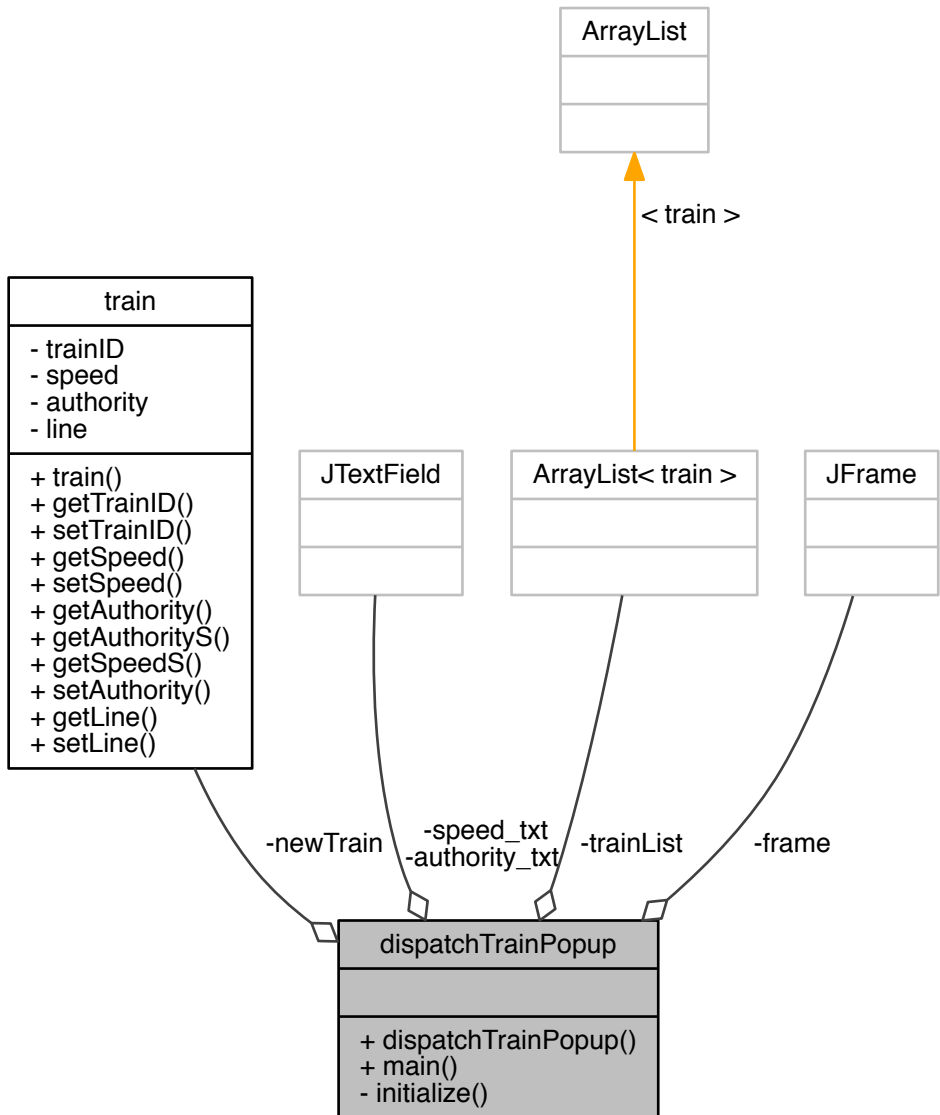 ArrayList
< train >
train
- trainID
- speed
- authority
- line
+ train()
+ getTrainID()
+ setTrainID()
+ getSpeed()
+ setSpeed()
+ getAuthority()
+ getAuthorityS()
+ getSpeedS()
+ setAuthority()
+ getLine()
+ setLine()
JTextField
ArrayList< train >
JFrame
-newTrain
-speed_txt
-authority_txt
-trainList
-frame
dispatchTrainPopup
+ dispatchTrainPopup()
+ main()
- initialize()